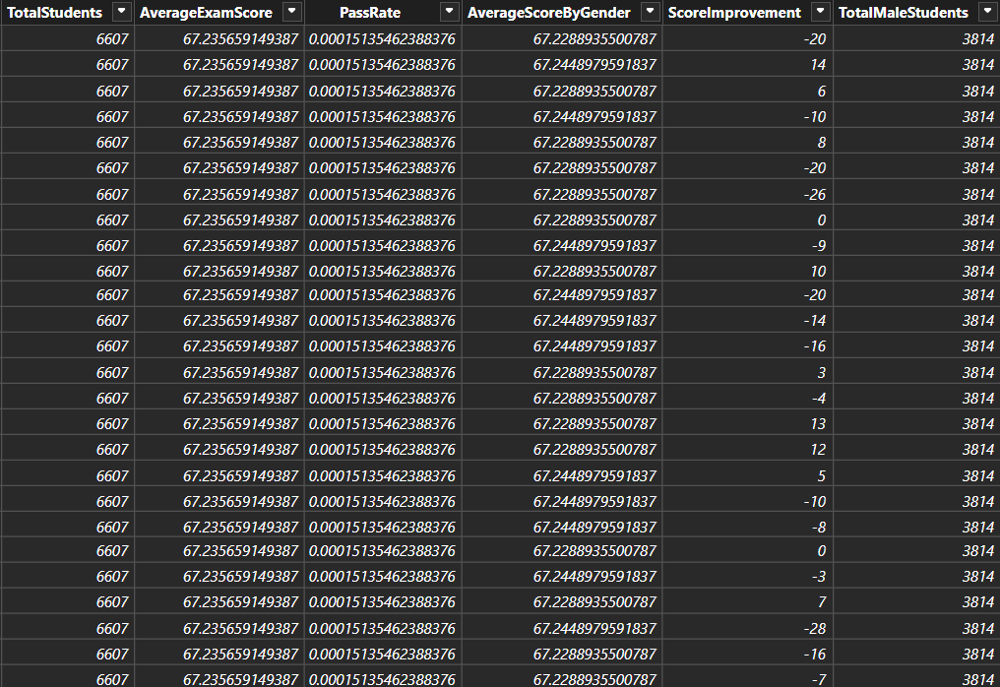 TotalStudents AverageExamScore PassRate AverageScoreByGender ScoreImprovement TotalMaleStudents
6607 67.235659149387 0.00015135462388376 67.2288935500787 -20 3814
6607 67.235659149387 0.00015135462388376 67.2448979591837 14 3814
6607 67.235659149387 0.00015135462388376 67.2288935500787 6 3814
6607 67.235659149387 0.00015135462388376 67.2448979591837 -10 3814
6607 67.235659149387 0.00015135462388376 67.2288935500787 8 3814
6607 67.235659149387 0.00015135462388376 67.2288935500787 -20 3814
6607 67.235659149387 0.00015135462388376 67.2288935500787 -26 3814
6607 67.235659149387 0.00015135462388376 67.2288935500787 0 3814
6607 67.235659149387 0.00015135462388376 67.2448979591837 -9 3814
6607 67.235659149387 0.00015135462388376 67.2288935500787 10 3814
6607 67.235659149387 0.00015135462388376 67.2448979591837 -20 3814
6607 67.235659149387 0.00015135462388376 67.2448979591837 -14 3814
6607 67.235659149387 0.00015135462388376 67.2448979591837 -16 3814
6607 67.235659149387 0.00015135462388376 67.2288935500787 3 3814
6607 67.235659149387 0.00015135462388376 67.2288935500787 -4 3814
6607 67.235659149387 0.00015135462388376 67.2288935500787 13 3814
6607 67.235659149387 0.00015135462388376 67.2288935500787 12 3814
6607 67.235659149387 0.00015135462388376 67.2448979591837 5 3814
6607 67.235659149387 0.00015135462388376 67.2448979591837 -10 3814
6607 67.235659149387 0.00015135462388376 67.2448979591837 -8 3814
6607 67.235659149387 0.00015135462388376 67.2288935500787 0 3814
6607 67.235659149387 0.00015135462388376 67.2448979591837 -3 3814
6607 67.235659149387 0.00015135462388376 67.2288935500787 7 3814
6607 67.235659149387 0.00015135462388376 67.2448979591837 -28 3814
6607 67.235659149387 0.00015135462388376 67.2288935500787 -16 3814
6607 67.235659149387 0.00015135462388376 67.2288935500787 -7 3814